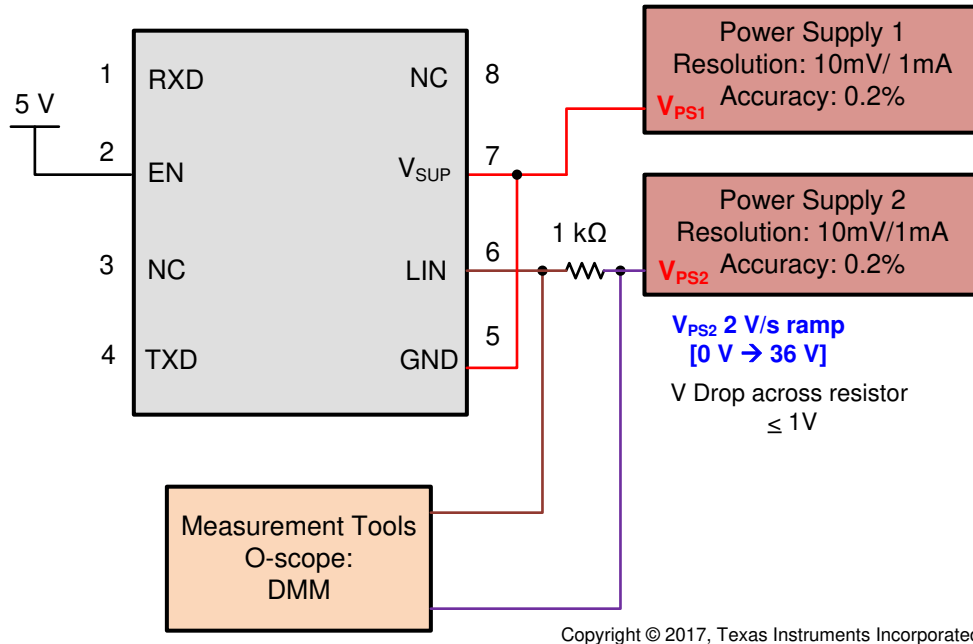 5 V
1
RXD
2
EN
3
NC
4
TXD
NC
8
VSUP
7
LIN
6
GND
5
1 kΩ
Power Supply 1
Resolution: 10mV/ 1mA
Accuracy: 0.2%
VPS1
Power Supply 2
Resolution: 10mV/1mA
Accuracy: 0.2%
VPS2
VPS2 2 V/s ramp
[0 V → 36 V]
V Drop across resistor
≤ 1V
Measurement Tools
O-scope:
DMM
Copyright © 2017, Texas Instruments Incorporated